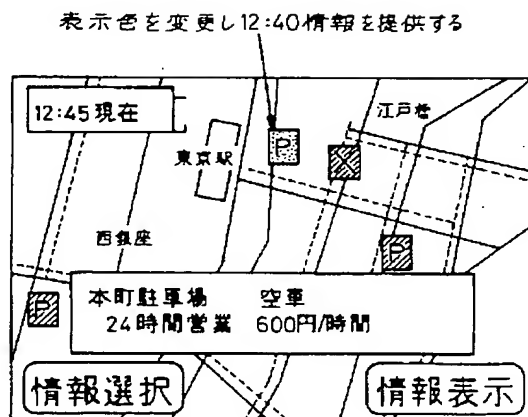 表示色を変更し12:40情報を提供する
12:45現在
江戸橋
P
東京駅
X
西銀座
P
本町駐車場 空車
P
24時間営業 600円/時間
情報選択 情報表示